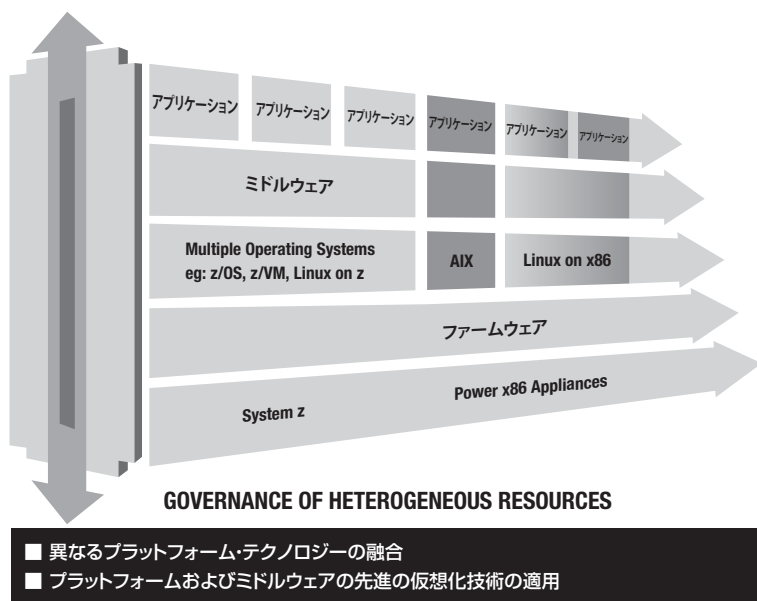 アプリケーション
アプリケーション
アプリケーション
アプリケーション
アプリケーション
アプリケーション
ミドルウェア
Multiple Operating Systems
eg: z/OS, z/VM, Linux on z
AIX
Linux on x86
ファームウェア
System z
Power x86 Appliances
GOVERNANCE OF HETEROGENEOUS RESOURCES
■ 異なるプラットフォーム・テクノロジーの融合
■ プラットフォームおよびミドルウェアの先進の仮想化技術の適用